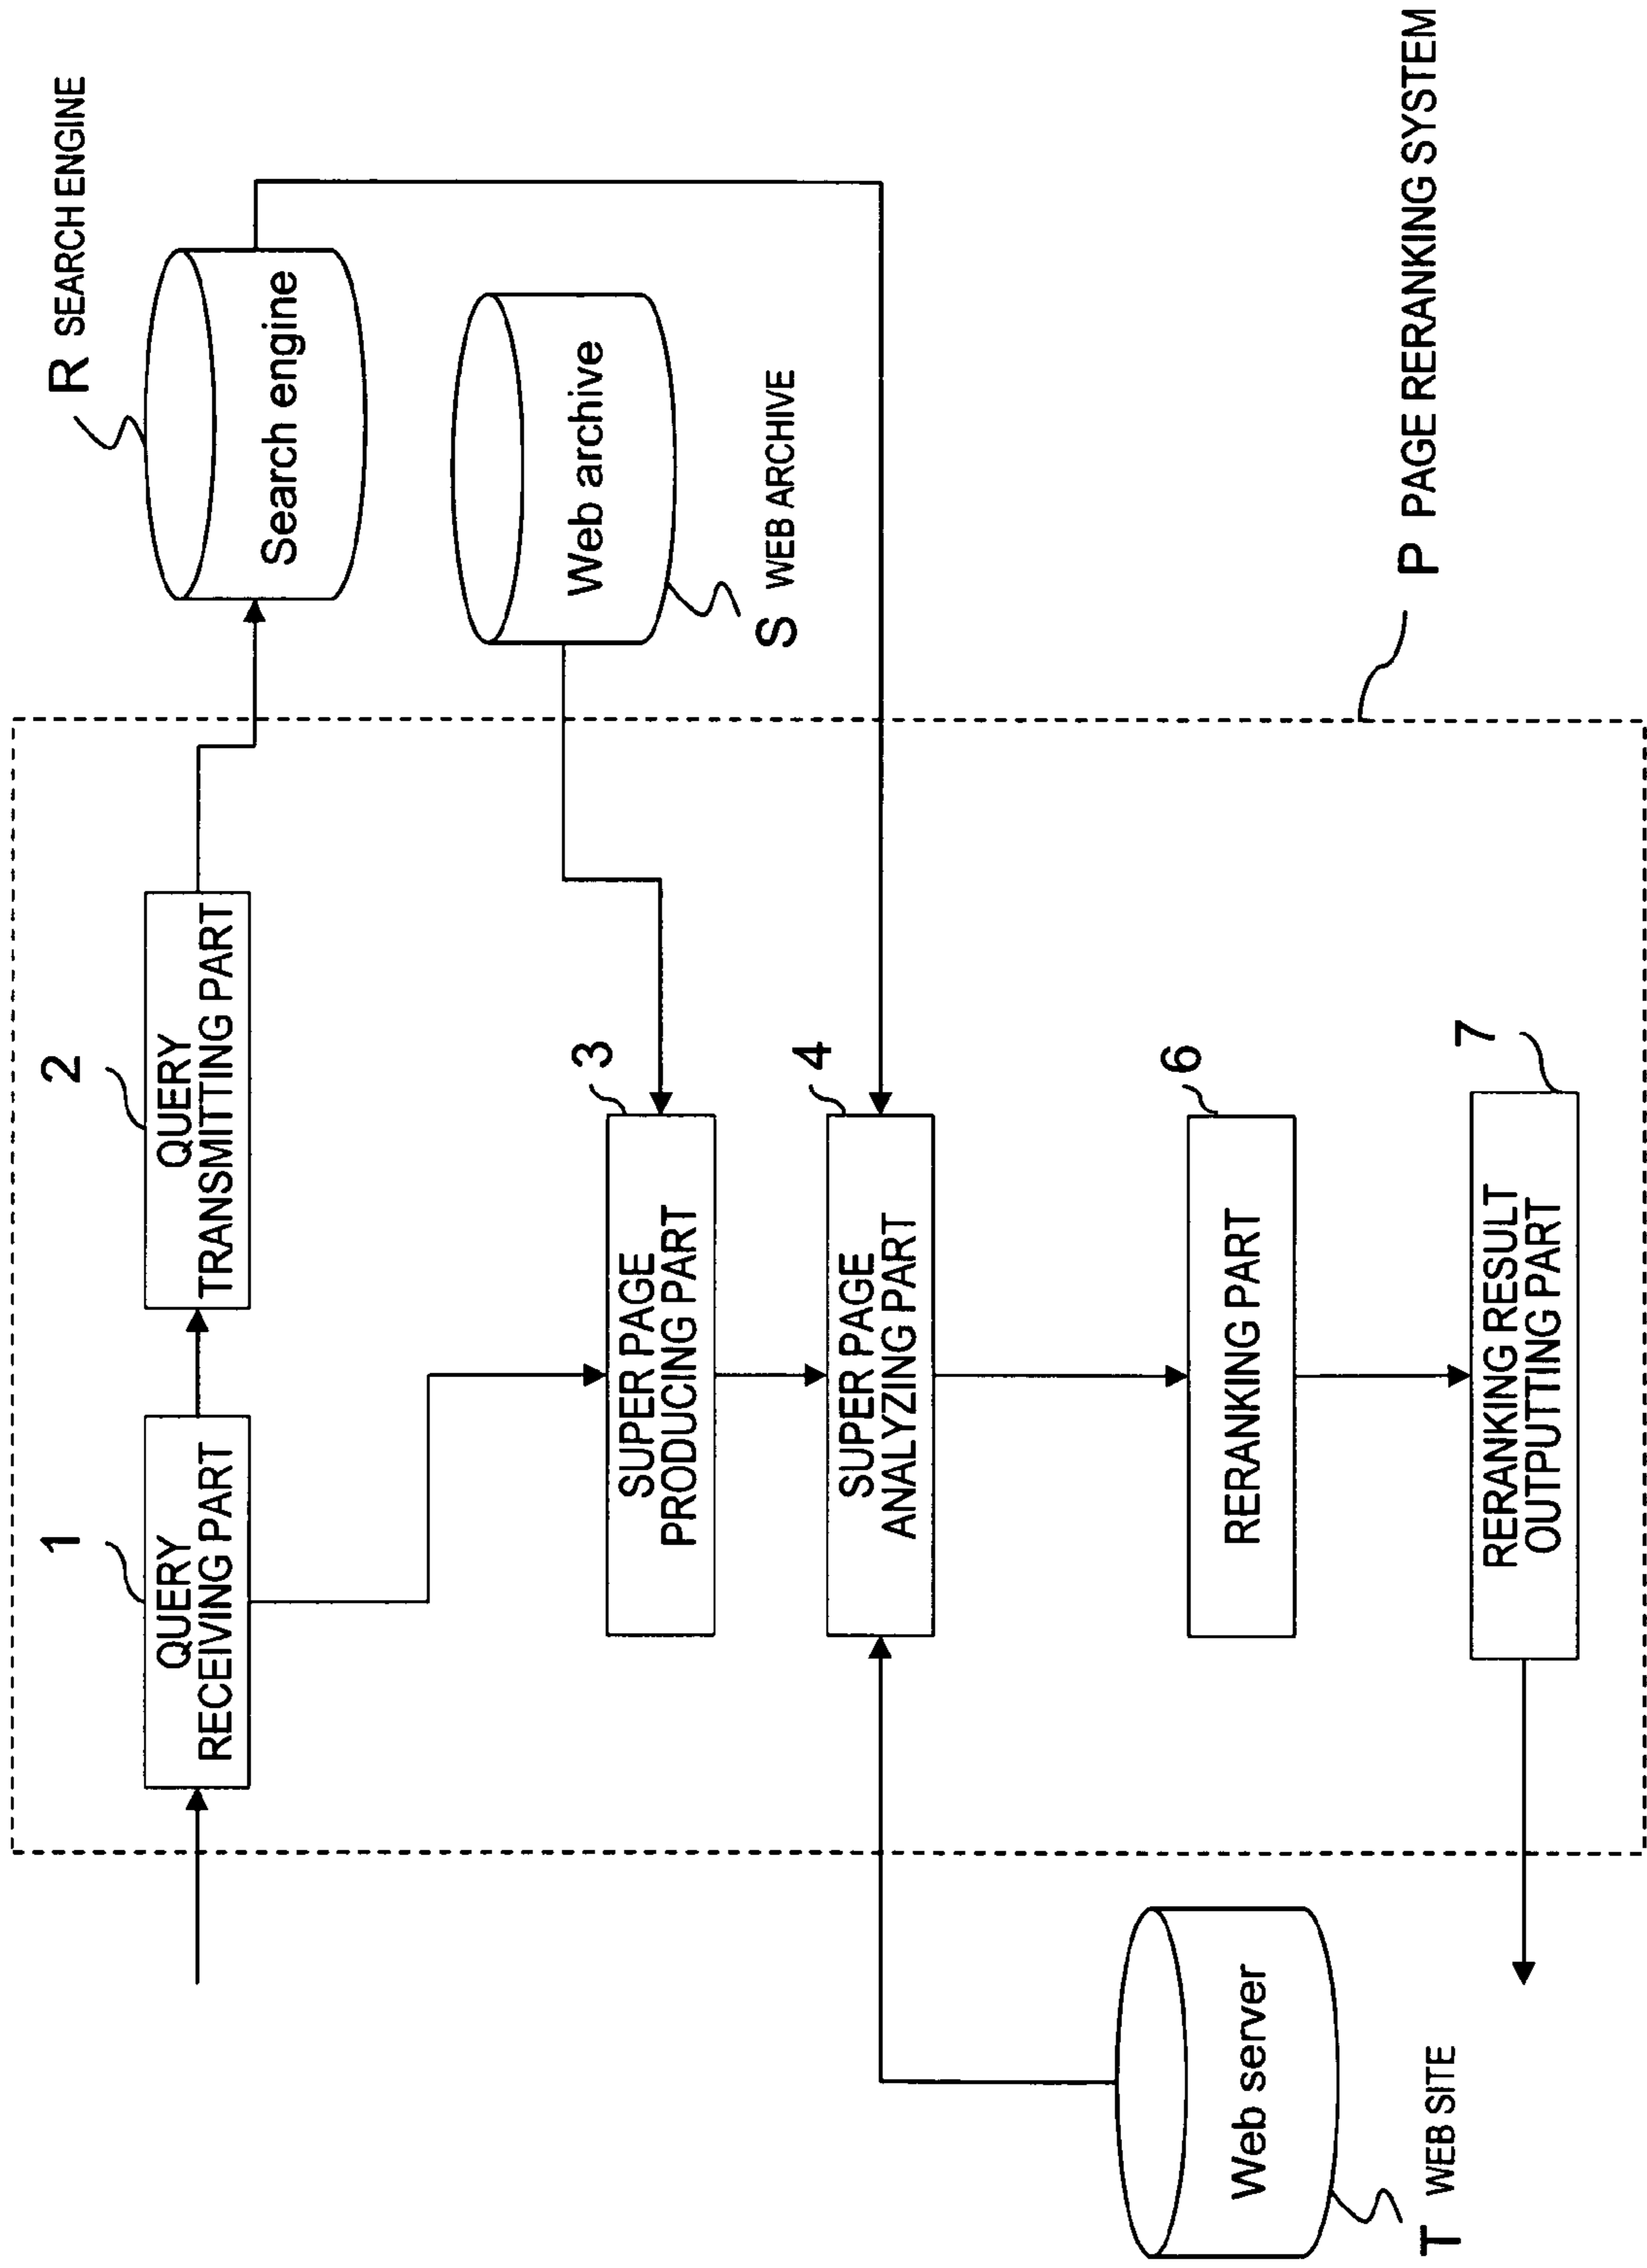 R SEARCH ENGINE
Search engine
Web archive
S WEB ARCHIVE
P PAGE RERANKING SYSTEM
1
QUERY
RECEIVING PART
2
QUERY
TRANSMITTING PART
3
SUPER PAGE
PRODUCING PART
4
SUPER PAGE
ANALYZING PART
6
RERANKING PART
7
RERANKING RESULT
OUTPUTTING PART
Web server
T WEB SITE